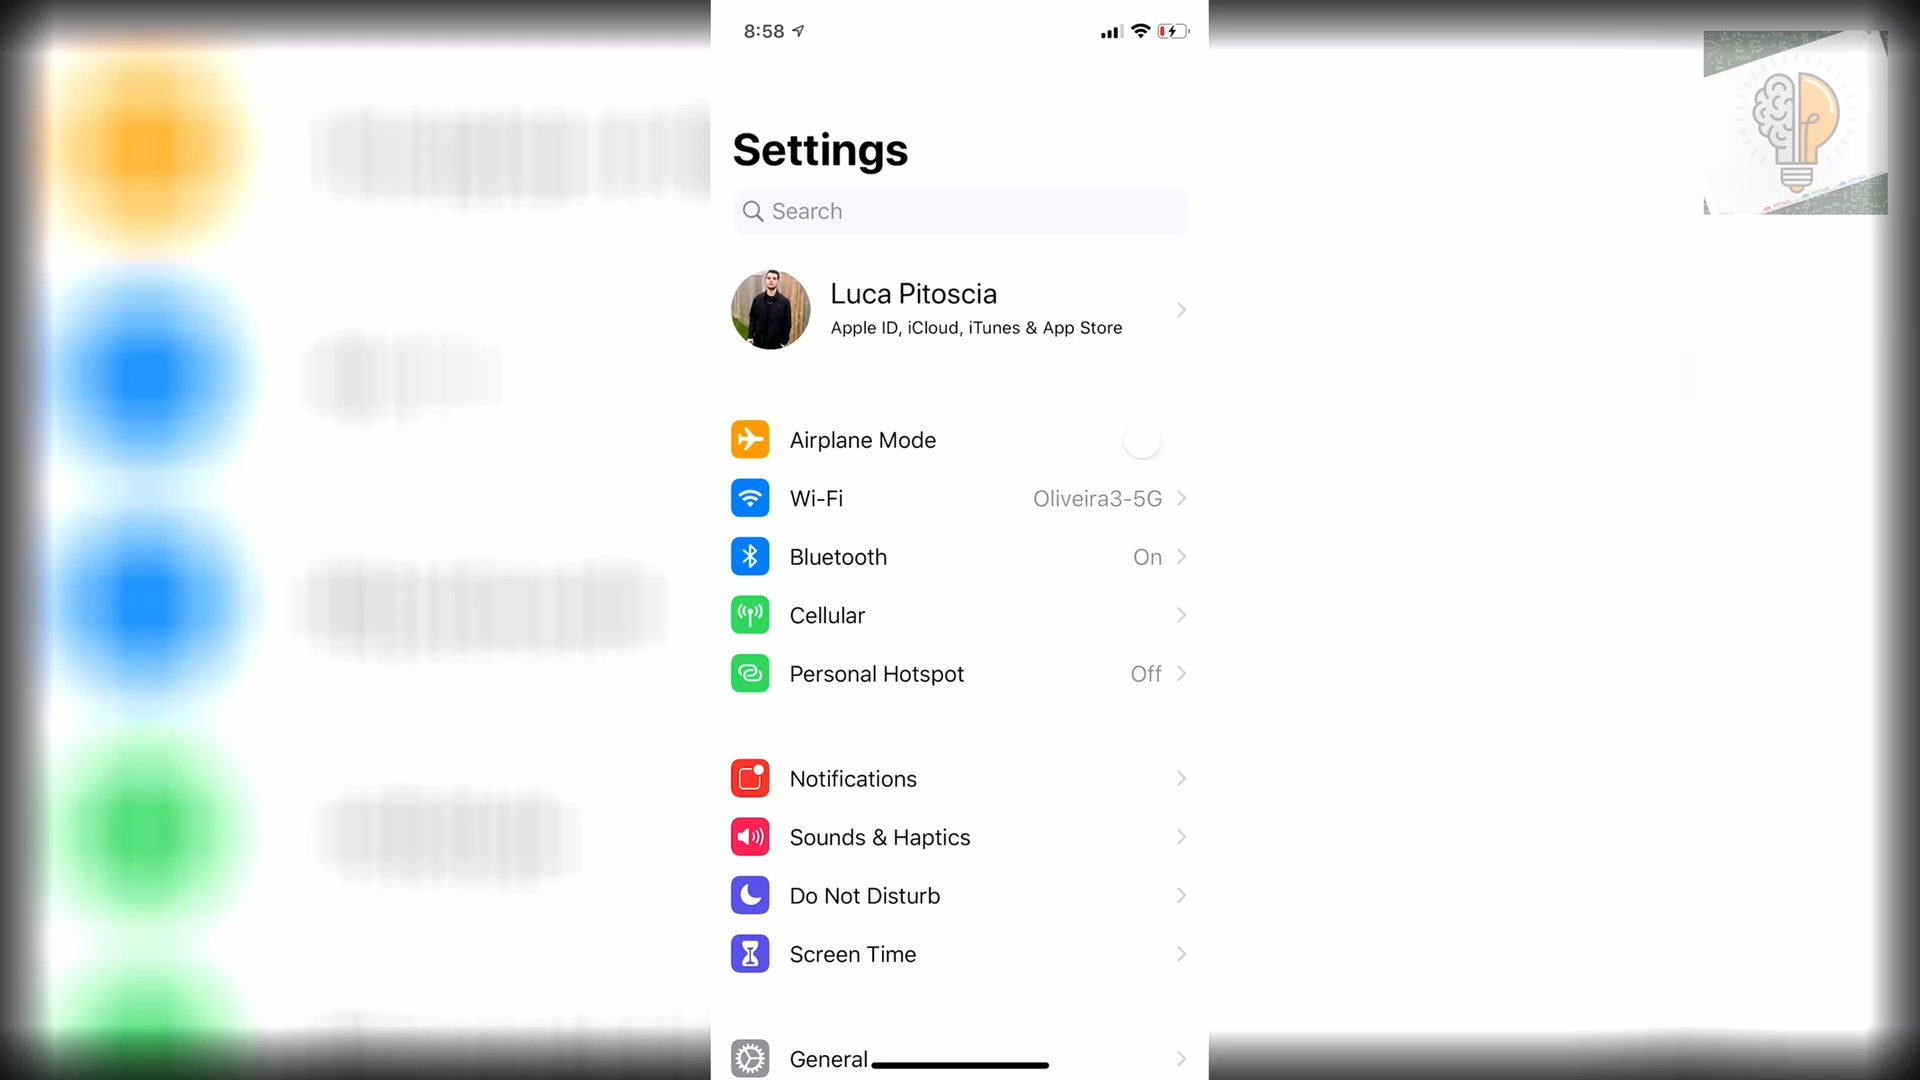 8:58
Settings
Search
Luca Pitoscia
Apple ID, iCloud, iTunes & App Store
Airplane Mode
Wi-Fi Oliveira3-5G
Bluetooth On
Cellular
Personal Hotspot Off
Notifications
Sounds & Haptics
Do Not Disturb
Screen Time
General